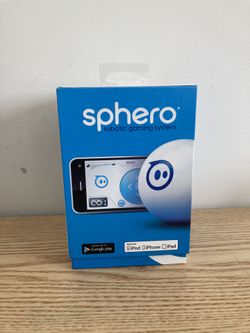 sphero
robotic gaming system
Google play
iPod iPhone iPad